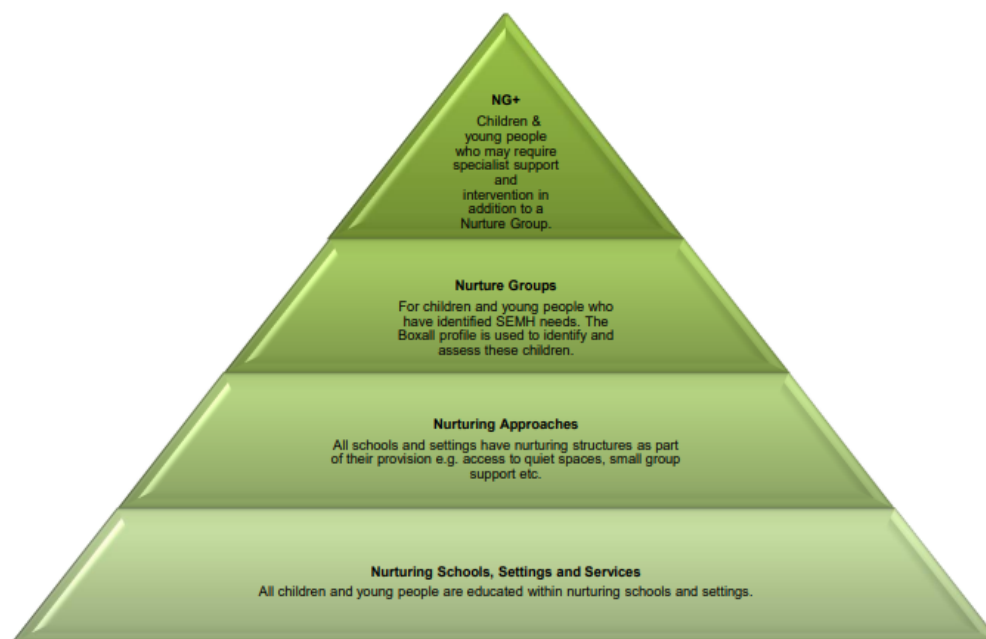 NG+
Children &
young people
who may require
specialist support
and
intervention in
addition to a
Nurture Group.
Nurture Groups
For children and young people who
have identified SEMH needs. The
Boxall profile is used to identify and
assess these children.
Nurturing Approaches
All schools and settings have nurturing structures as part
of their provision e.g. access to quiet spaces, small group
support etc.
Nurturing Schools, Settings and Services
All children and young people are educated within nurturing schools and settings.